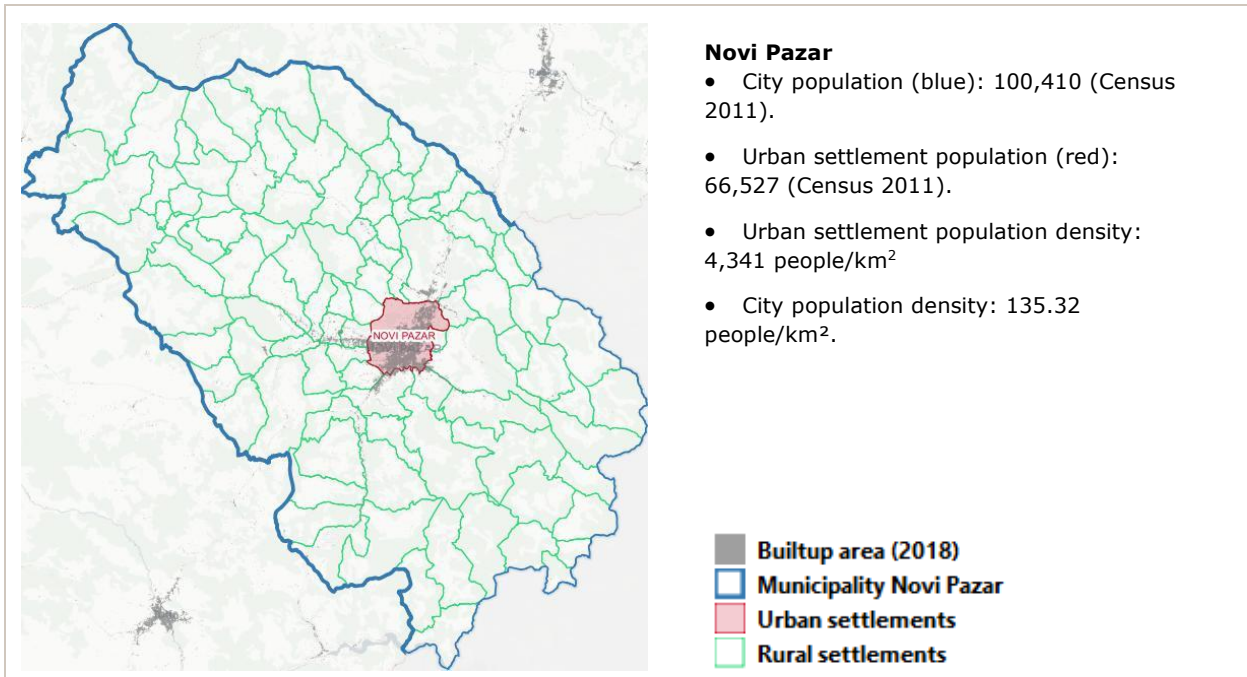 Novi Pazar
• City population (blue): 100,410 (Census
2011).
• Urban settlement population (red):
66,527 (Census 2011).
• Urban settlement population density:
4,341 people/km²
• City population density: 135.32
people/km².
NOVI PAZAR
Builtup area (2018)
Municipality Novi Pazar
Urban settlements
Rural settlements